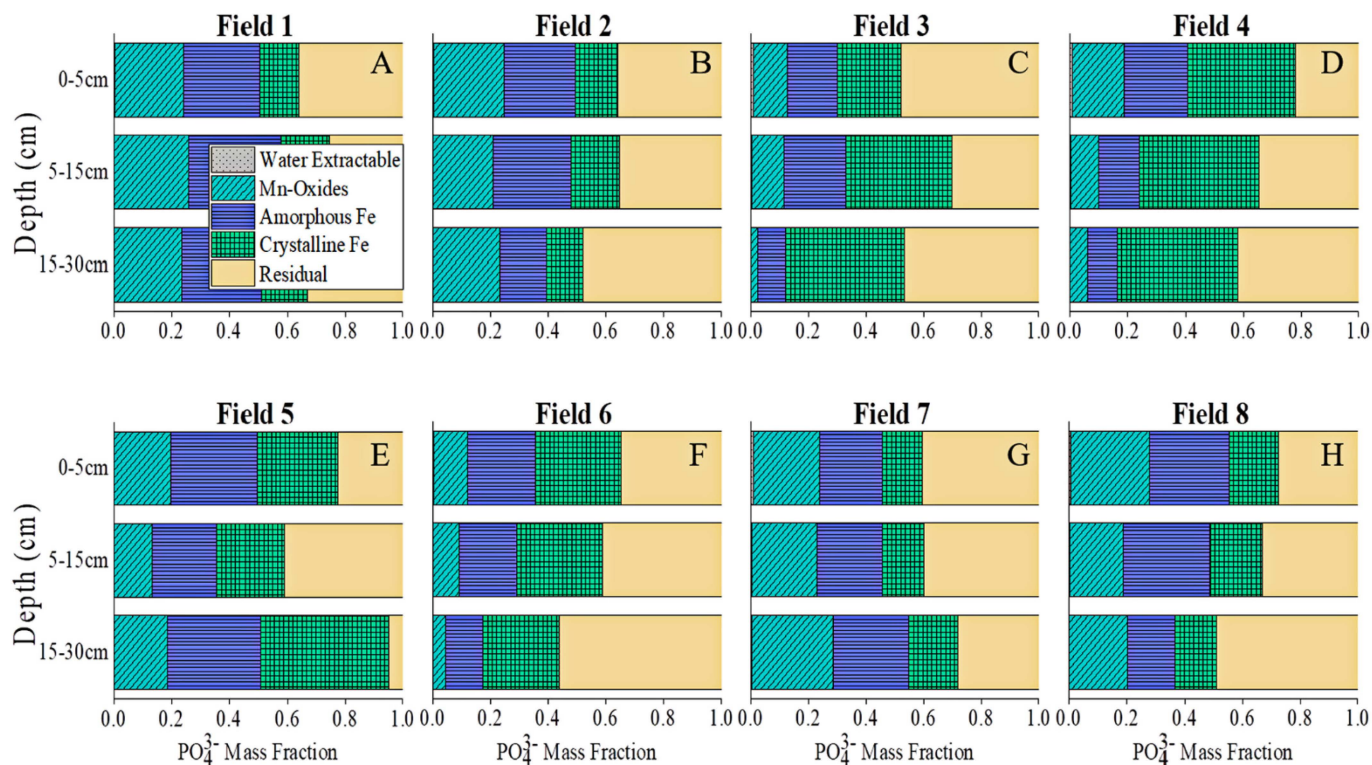 Field 1 Field 2 Field 3 Field 4
A B C D
0-5cm
5-15cm
15-30cm
Depth (cm)
Water Extractable
Mn-Oxides
Amorphous Fe
Crystalline Fe
Residual
0.0 0.2 0.4 0.6 0.8 1.0 0.0 0.2 0.4 0.6 0.8 1.0 0.0 0.2 0.4 0.6 0.8 1.0 0.0 0.2 0.4 0.6 0.8 1.0
Field 5 Field 6 Field 7 Field 8
E F G H
0-5cm
5-15cm
15-30cm
Depth (cm)
0.0 0.2 0.4 0.6 0.8 1.0 0.0 0.2 0.4 0.6 0.8 1.0 0.0 0.2 0.4 0.6 0.8 1.0 0.0 0.2 0.4 0.6 0.8 1.0
PO₄³⁻ Mass Fraction PO₄³⁻ Mass Fraction PO₄³⁻ Mass Fraction PO₄³⁻ Mass Fraction